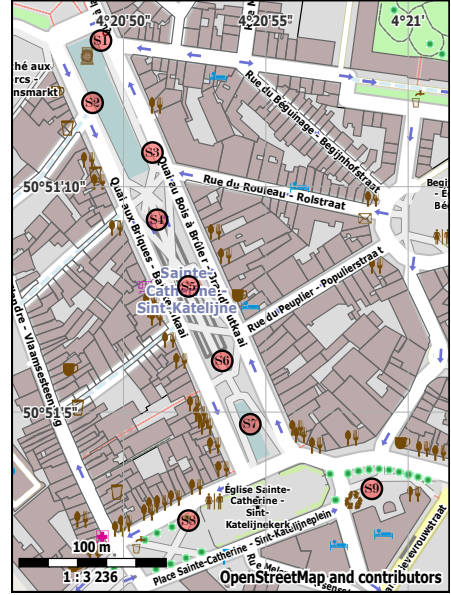 4°20'50"
4°20'55"
4°21'
S1
ché aux
rcs -
nsmarkt
S2
Rue du Béguinage - Begijnhofstraat
S3
50°51'10"
Rue du Rouleau - Rolstraat
Begi
- É
Bé
S4
Quai aux Briques - Baksteenkaai
Quai au Bois à Brûler - Brandhoutkaai
Sainte-
Catherine -
Sint-Katelijne
S5
Rue du Peuplier - Populierstraat
S6
andre - Vlaamsesteenweg
50°51'5"
S7
Église Sainte-
Catherine -
Sint-
Katelijnekerk
S8
S9
Place Sainte-Catherine - Sint-Katelijneplein
100 m
1 : 3 236
OpenStreetMap and contributors